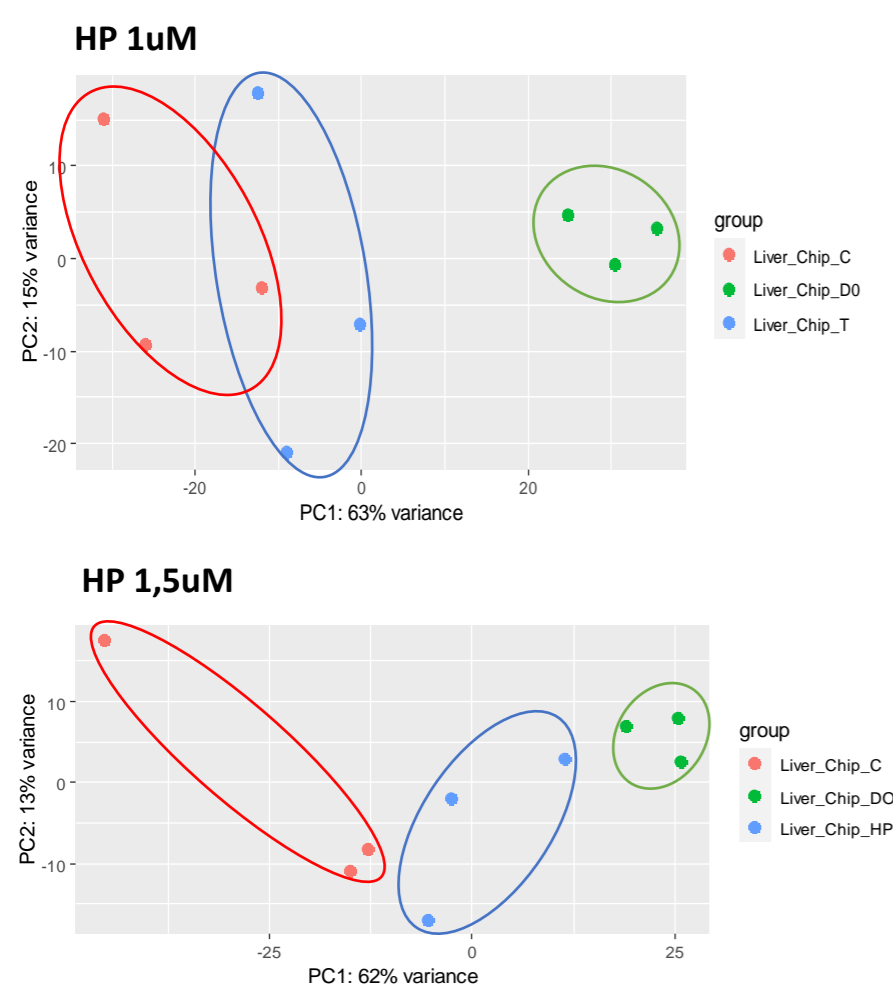 HP 1uM
10
0
-10
-20
PC2: 15% variance
-20 0 20
PC1: 63% variance
group
Liver_Chip_C
Liver_Chip_D0
Liver_Chip_T
HP 1,5uM
10
0
-10
PC2: 13% variance
-25 0 25
PC1: 62% variance
group
Liver_Chip_C
Liver_Chip_DO
Liver_Chip_HP